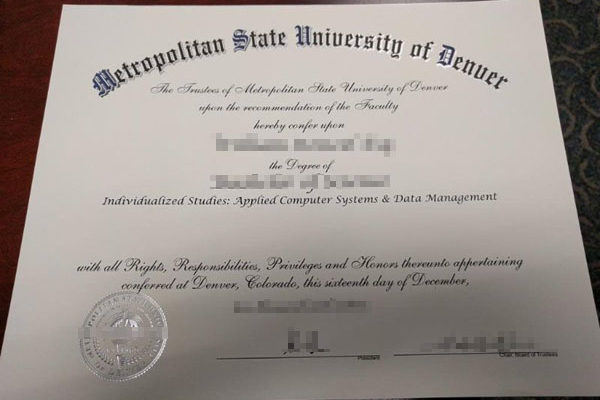 Metropolitan State University of Denver
The Trustees of Metropolitan State University of Denver
upon the recommendation of the Faculty
hereby confer upon
the Degree of
Individualized Studies: Applied Computer Systems & Data Management
with all Rights, Responsibilities, Privileges and Honors thereunto appertaining
conferred at Denver, Colorado, this sixteenth day of December,
President
Chair, Board of Trustees